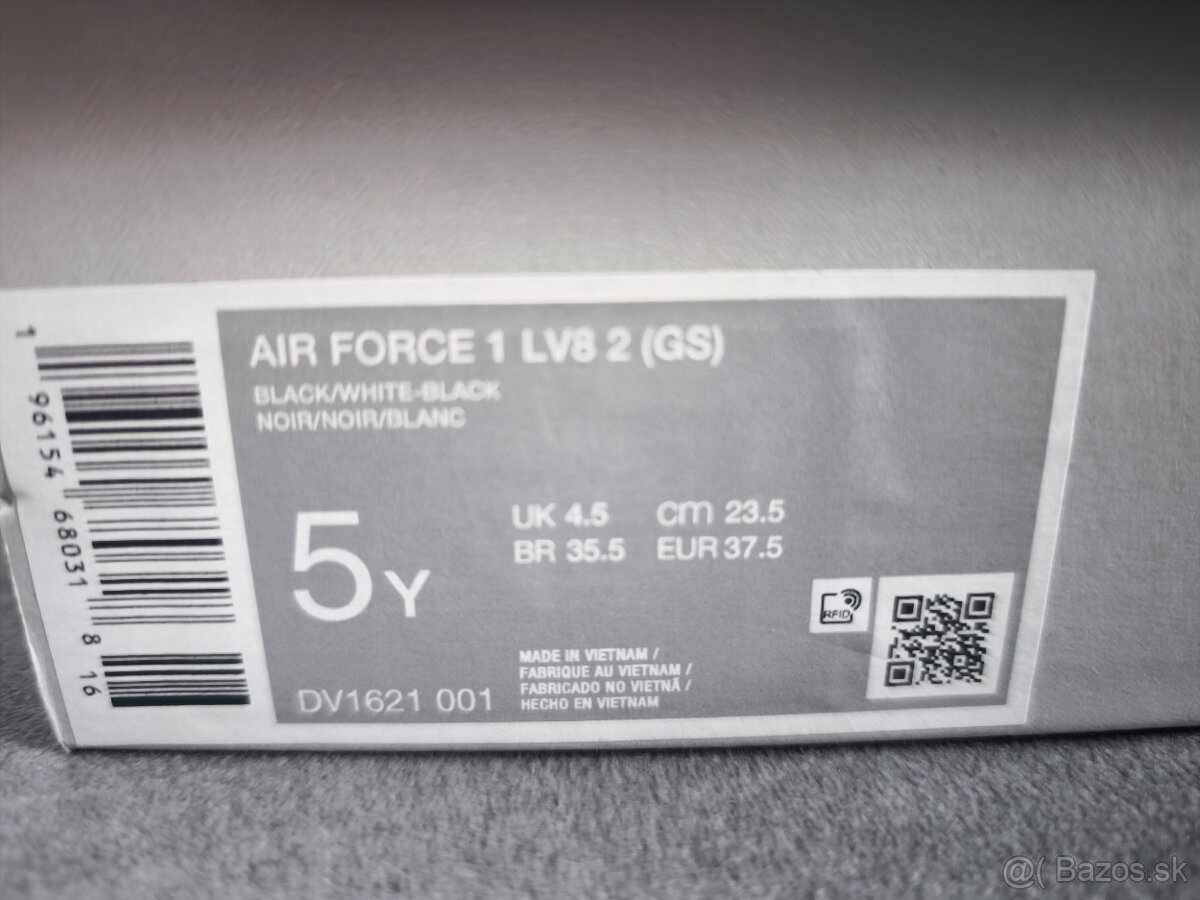 AIR FORCE 1 LV8 2 (GS)
BLACK/WHITE-BLACK
NOIR/NOIR/BLANC
5Y
UK 4.5 cm 23.5
BR 35.5 EUR 37.5
RFID
MADE IN VIETNAM /
FABRIQUE AU VIETNAM /
FABRICADO NO VIETNÃ /
HECHO EN VIETNAM
DV1621 001
1 96154 68031 8 16
@( Bazos.sk